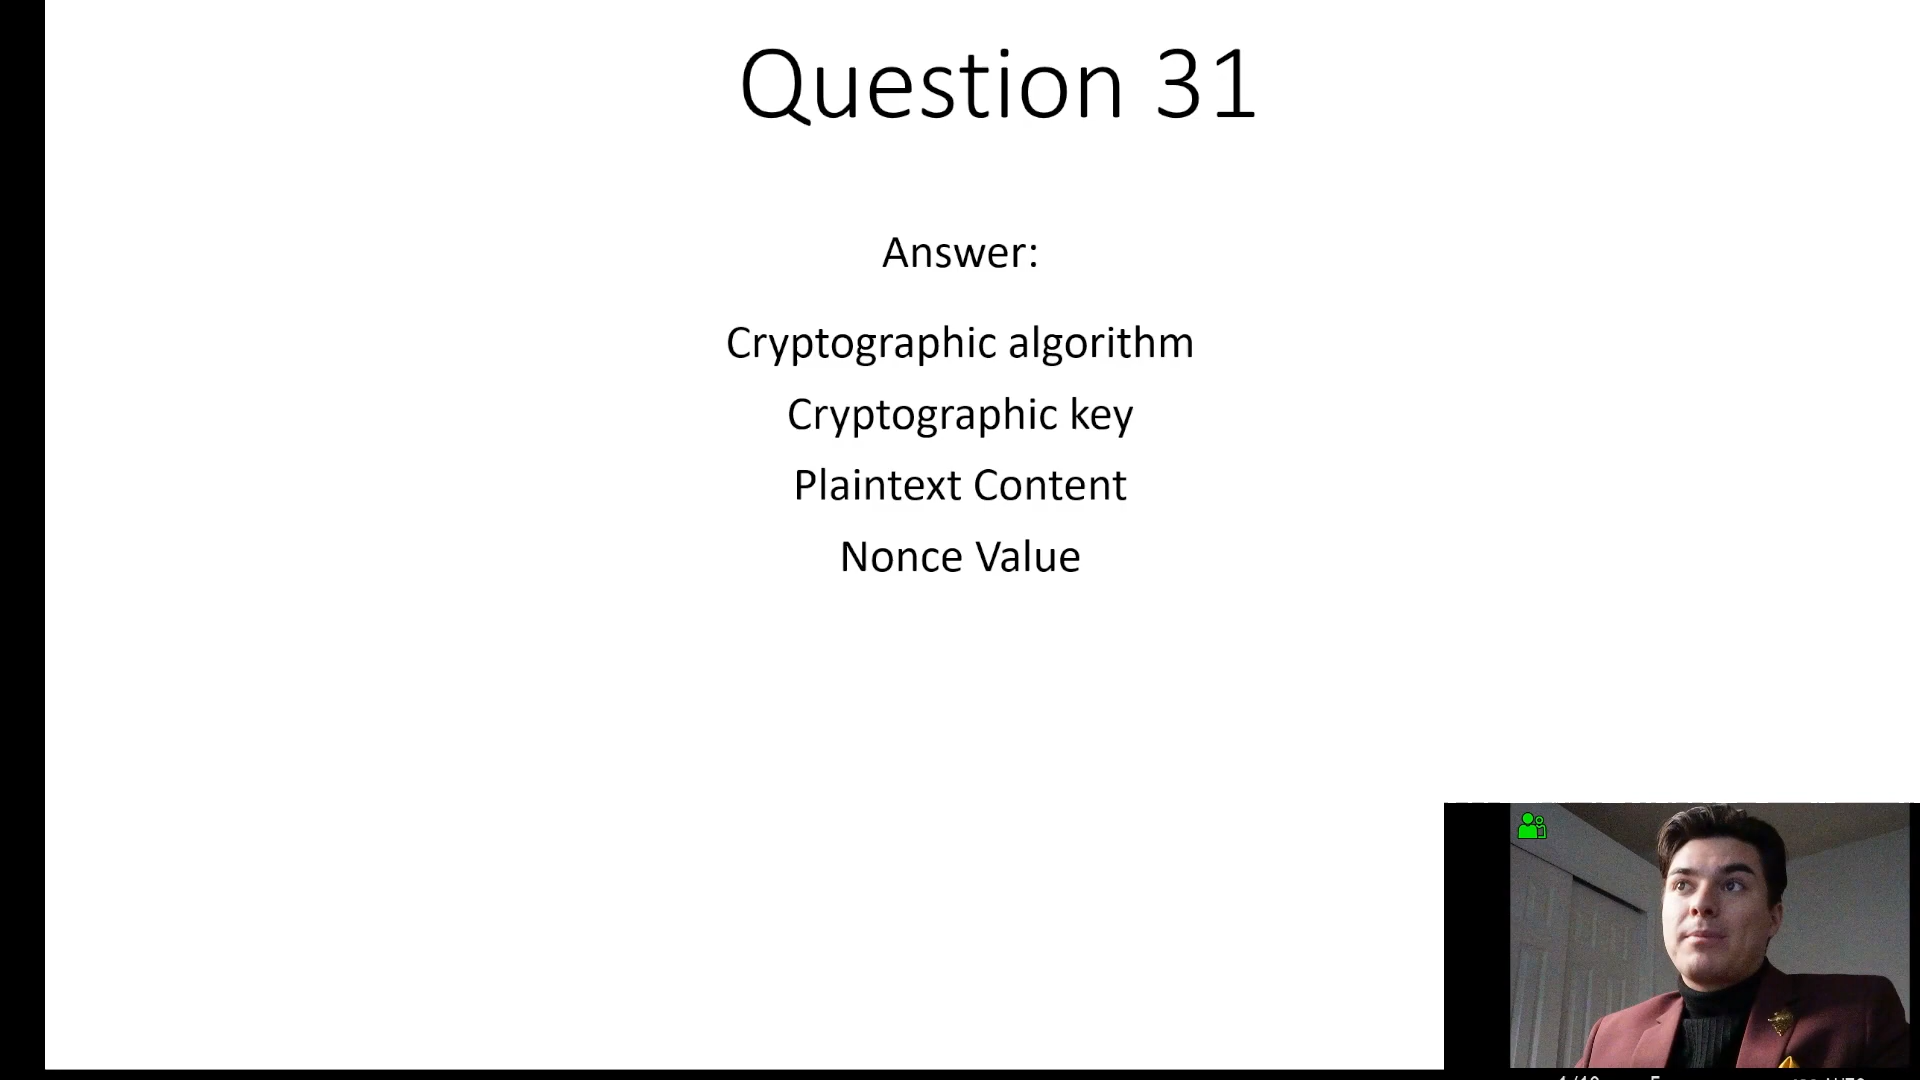 Question 31
Answer:
Cryptographic algorithm
Cryptographic key
Plaintext Content
Nonce Value